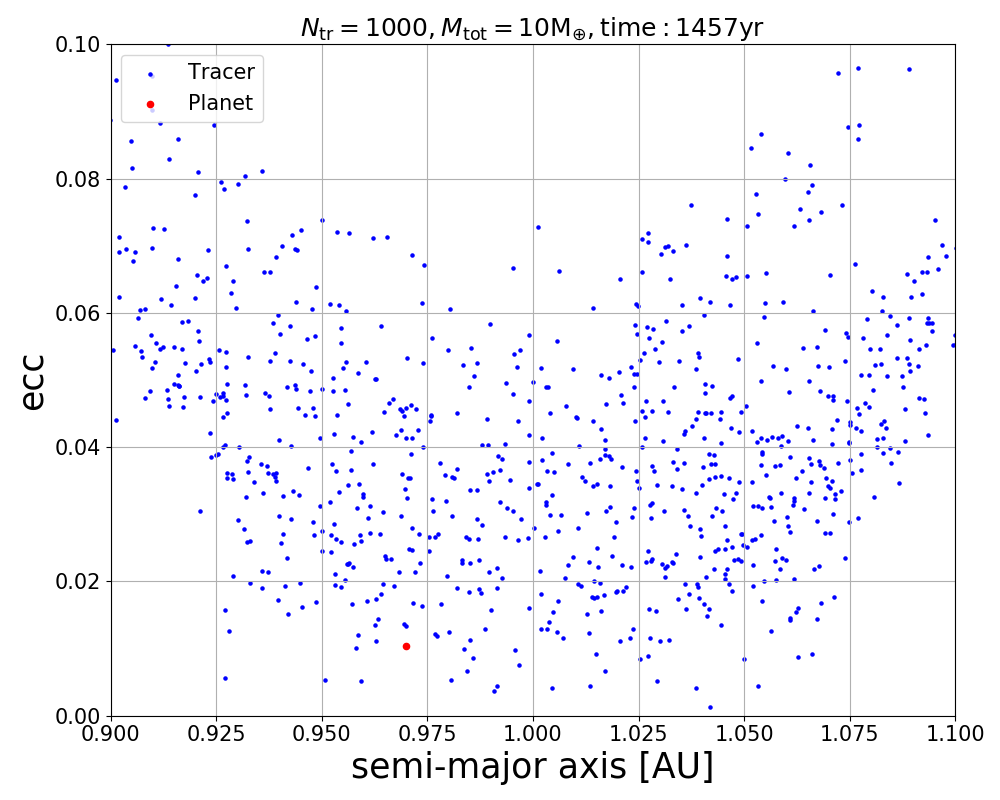 N_tr = 1000, M_tot = 10M_⊕, time : 1457yr
0.10
Tracer
Planet
0.08
0.06
ecc
0.04
0.02
0.00
0.900 0.925 0.950 0.975 1.000 1.025 1.050 1.075 1.100
semi-major axis [AU]